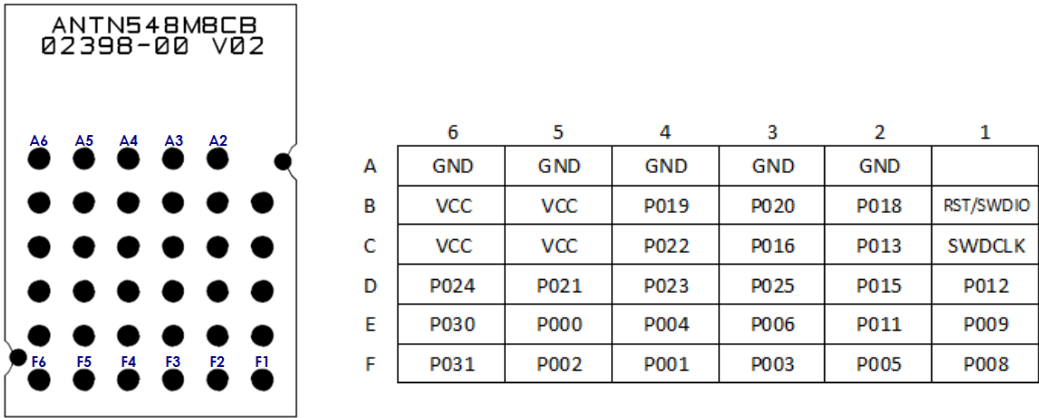 ANTN548M8CB
02398-00 V02
A6 A5 A4 A3 A2
F6 F5 F4 F3 F2 F1
6 5 4 3 2 1
A GND GND GND GND GND
B VCC VCC P019 P020 P018 RST/SWDIO
C VCC VCC P022 P016 P013 SWDCLK
D P024 P021 P023 P025 P015 P012
E P030 P000 P004 P006 P011 P009
F P031 P002 P001 P003 P005 P008